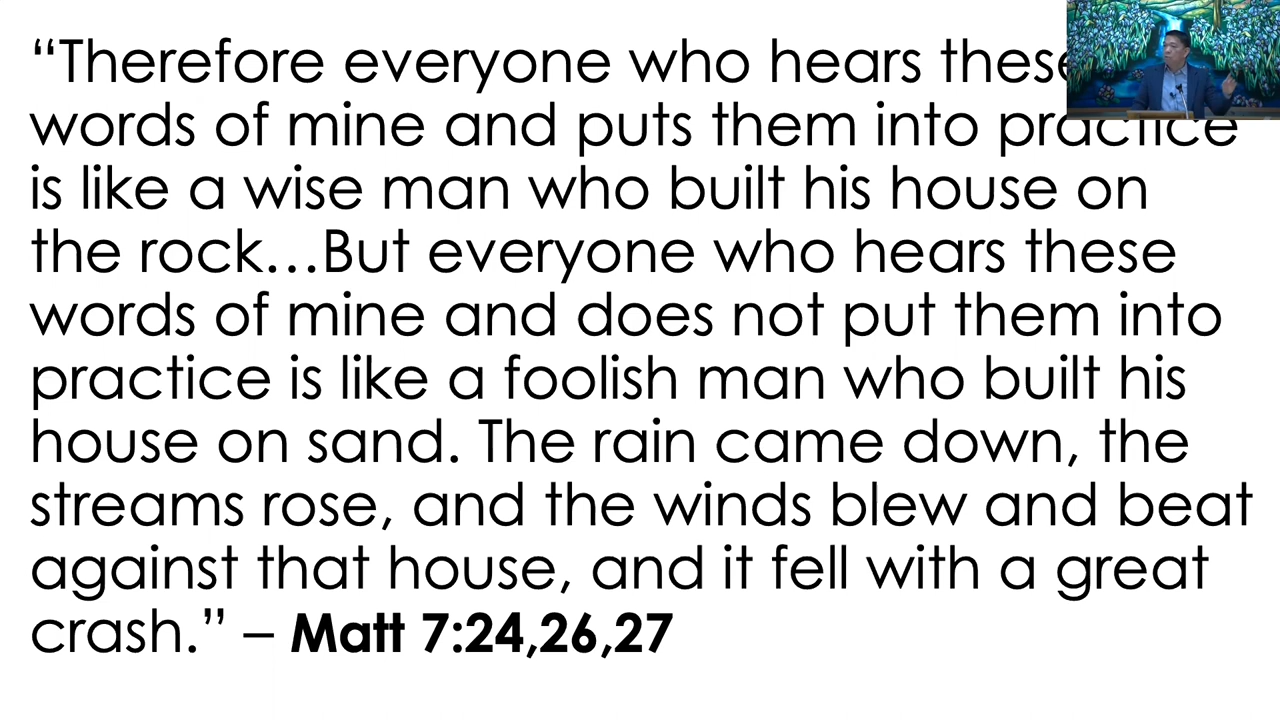 “Therefore everyone who hears these
words of mine and puts them into practice
is like a wise man who built his house on
the rock…But everyone who hears these
words of mine and does not put them into
practice is like a foolish man who built his
house on sand. The rain came down, the
streams rose, and the winds blew and beat
against that house, and it fell with a great
crash.” – Matt 7:24,26,27